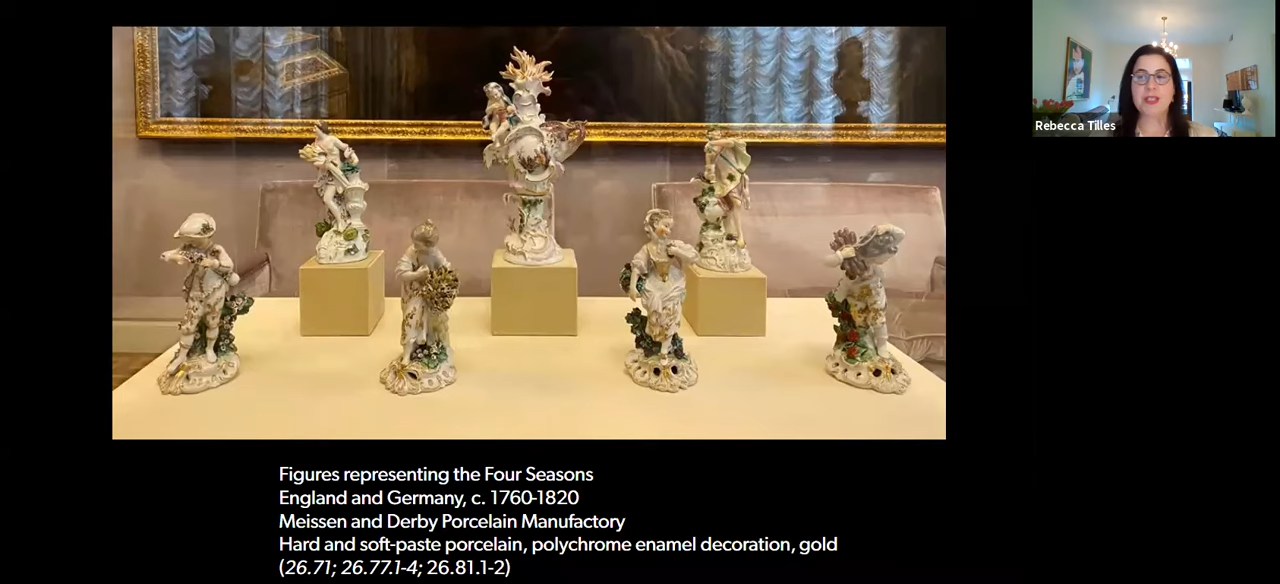 Rebecca Tilles
Figures representing the Four Seasons
England and Germany, c. 1760-1820
Meissen and Derby Porcelain Manufactory
Hard and soft-paste porcelain, polychrome enamel decoration, gold
(26.71; 26.77.1-4; 26.81.1-2)